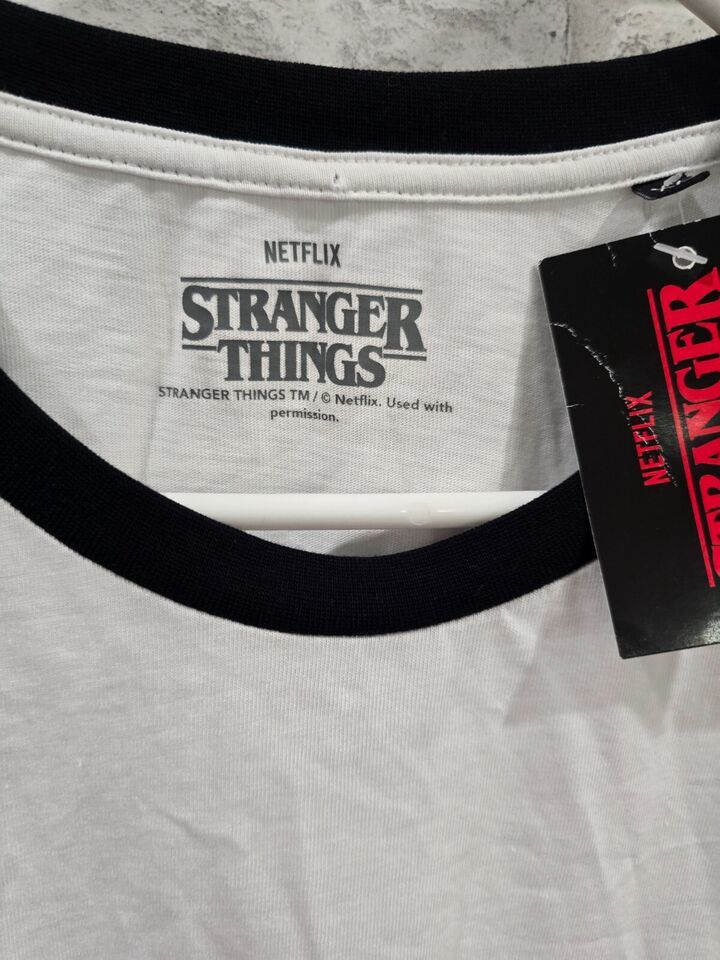 NETFLIX
STRANGER
THINGS
STRANGER THINGS TM / © Netflix. Used with
permission.
NETFLIX
STRANGER